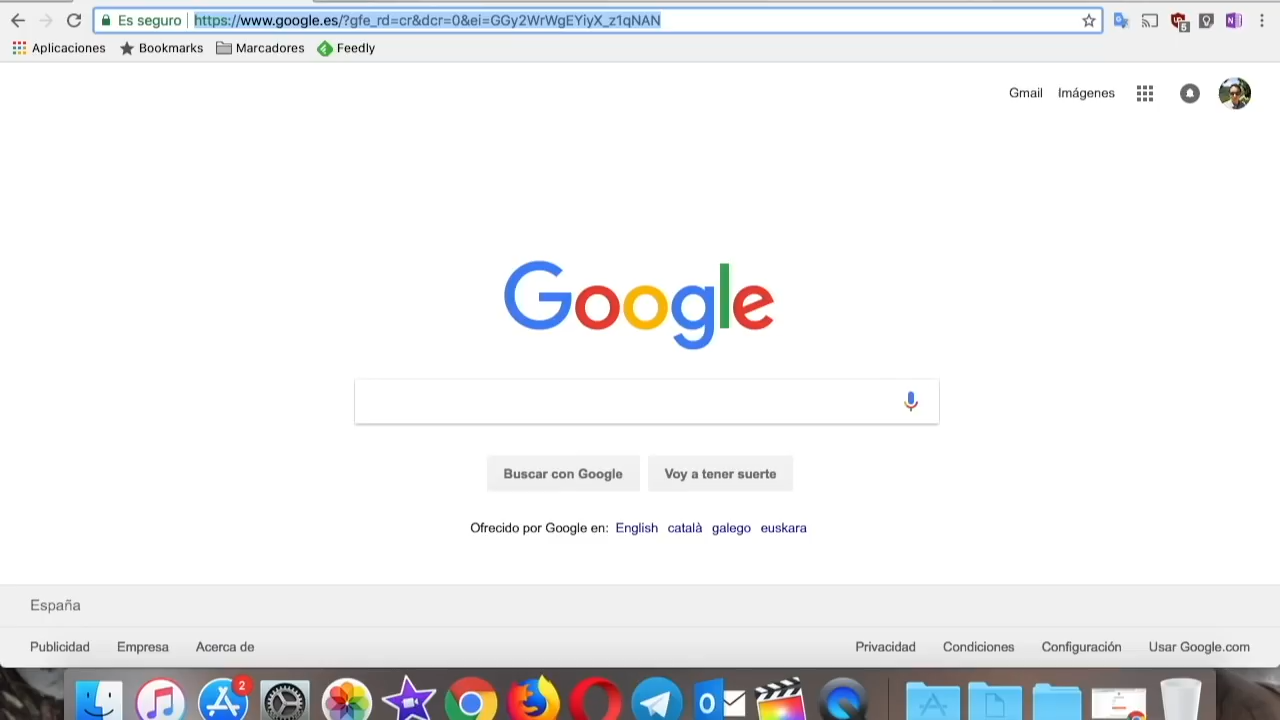 Es seguro https://www.google.es/?gfe_rd=cr&dcr=0&ei=GGy2WrWgEYiyX_z1qNAN
5
N
Aplicaciones Bookmarks Marcadores Feedly
Gmail Imágenes
Google
Buscar con Google Voy a tener suerte
Ofrecido por Google en: English català galego euskara
España
Publicidad Empresa Acerca de Privacidad Condiciones Configuración Usar Google.com
2